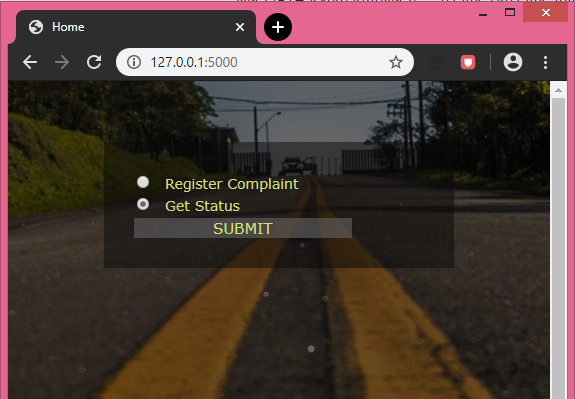 Home
127.0.0.1:5000
Register Complaint
Get Status
SUBMIT